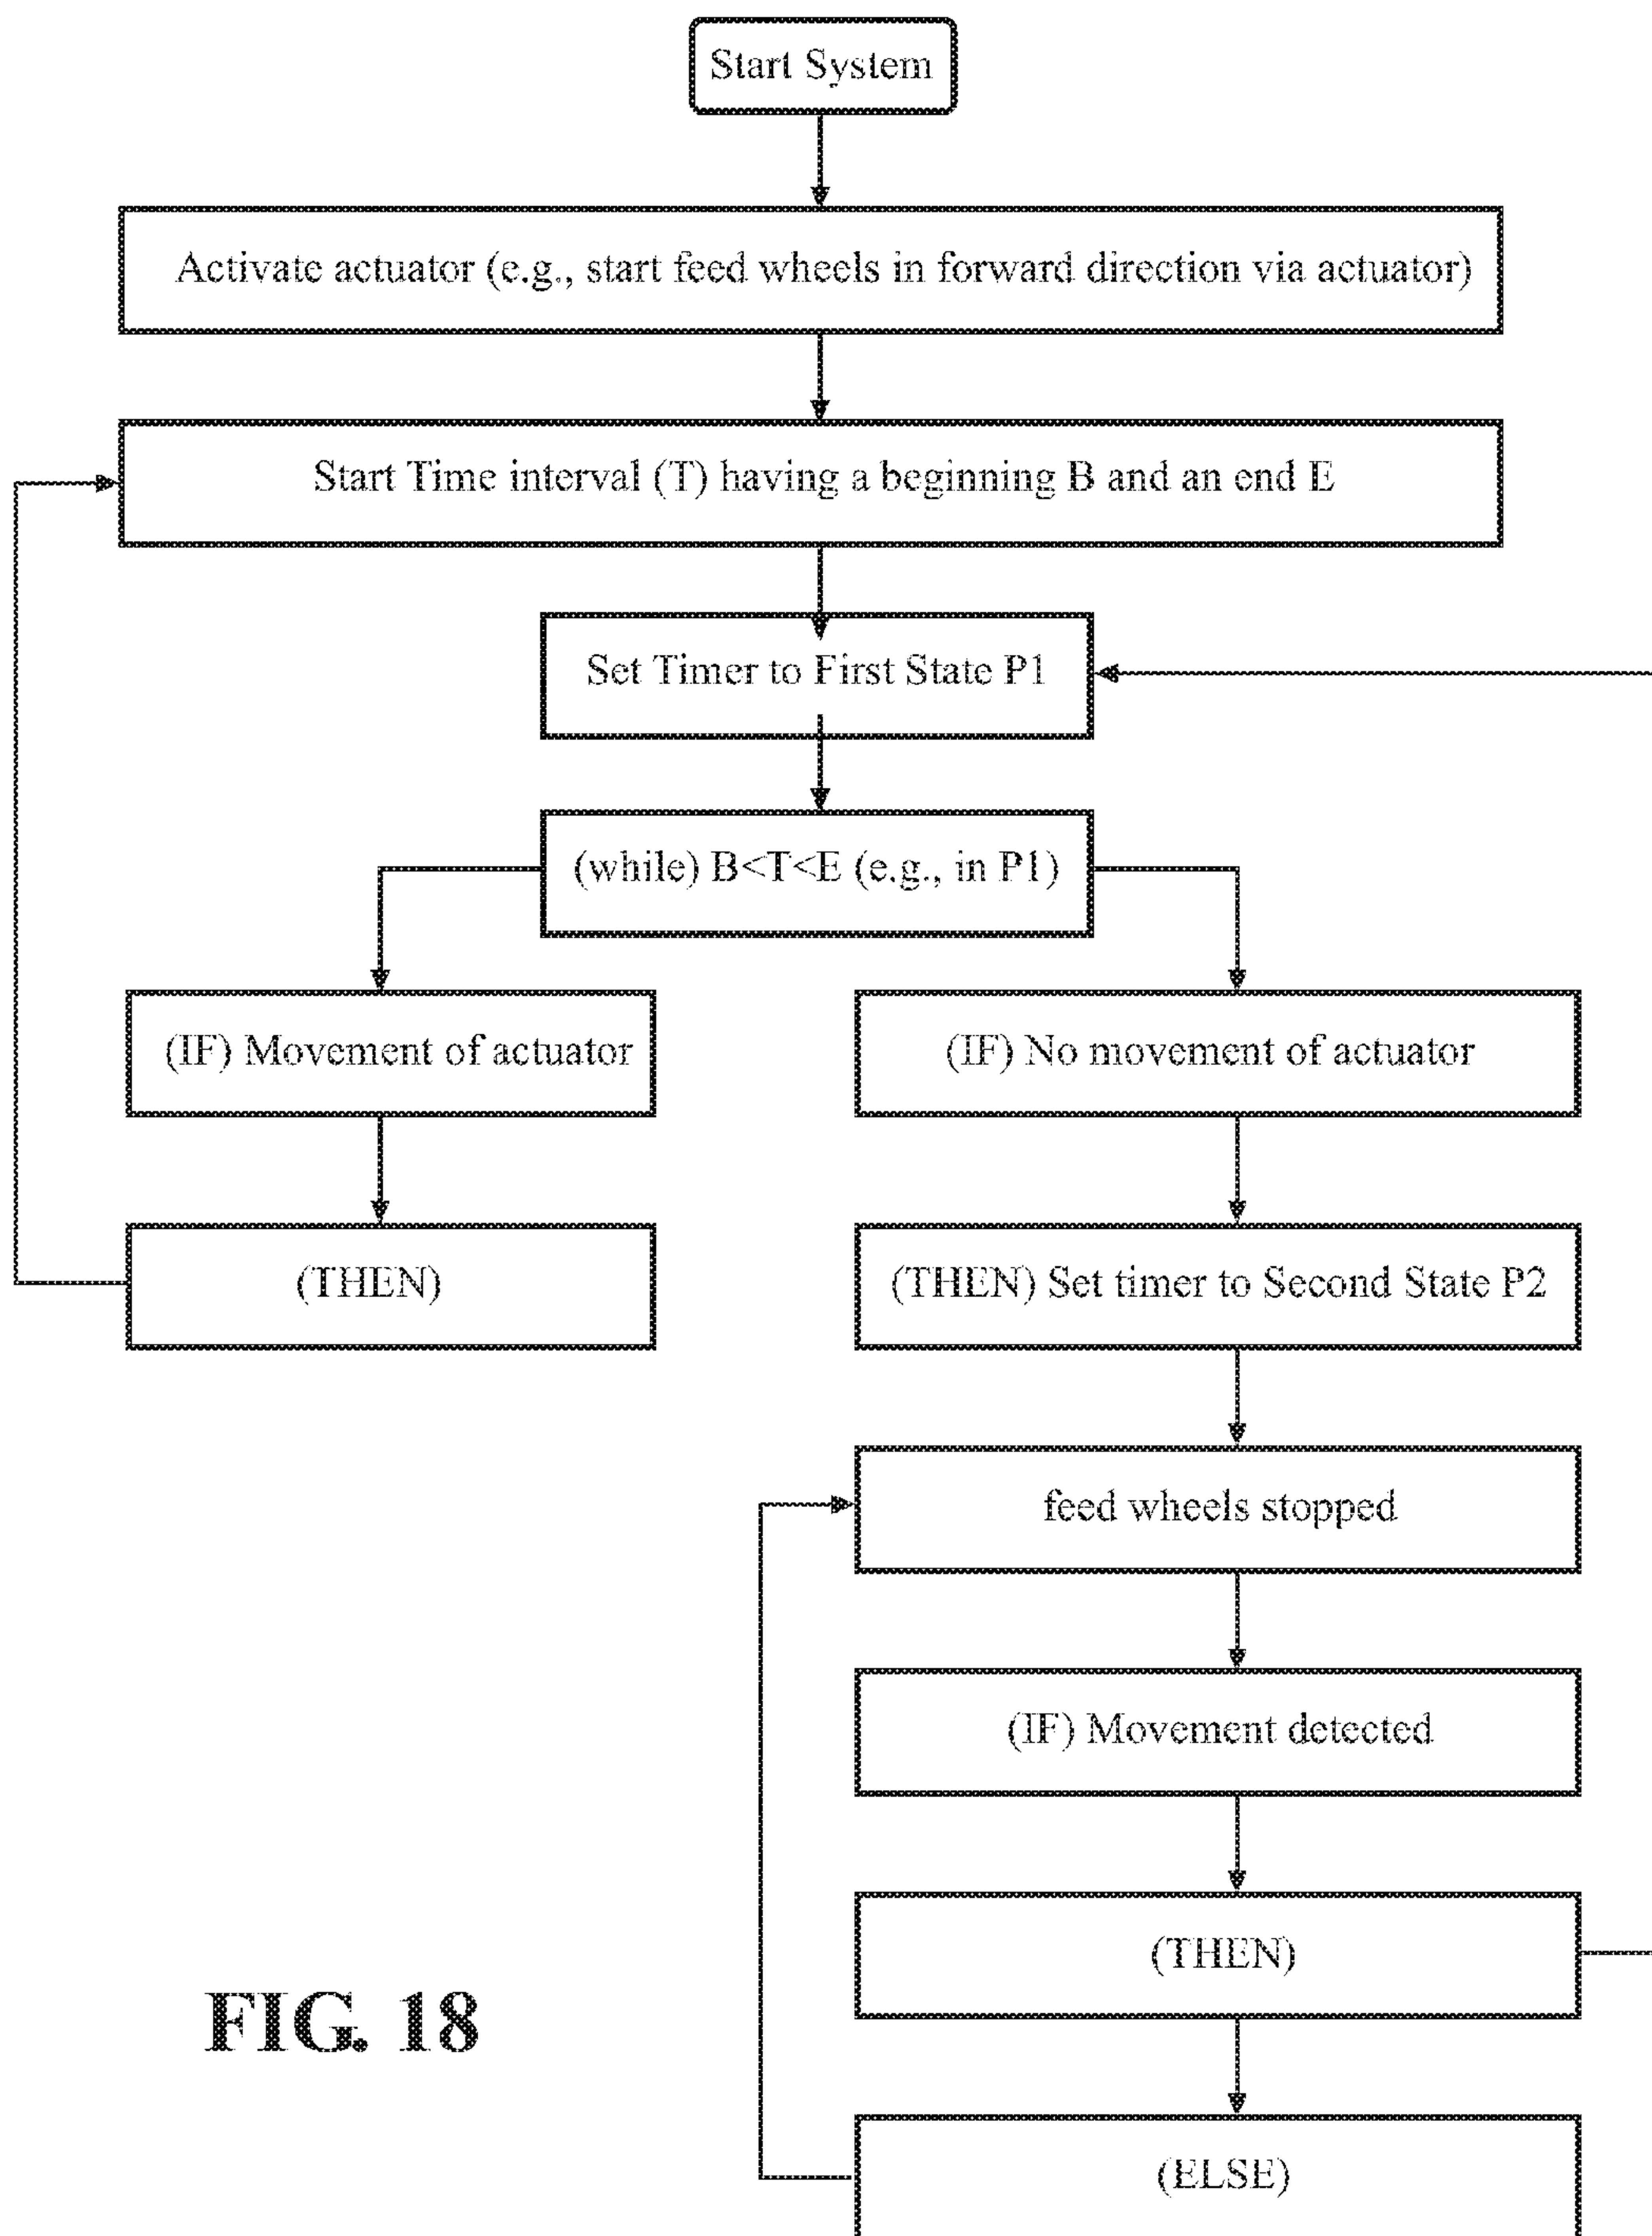 Start System
Activate actuator (e.g., start feed wheels in forward direction via actuator)
Start Time interval (T) having a beginning B and an end E
Set Timer to First State P1
(while) B<T<E (e.g., in P1)
(IF) Movement of actuator
(IF) No movement of actuator
(THEN)
(THEN) Set timer to Second State P2
feed wheels stopped
(IF) Movement detected
(THEN)
(ELSE)
FIG. 18